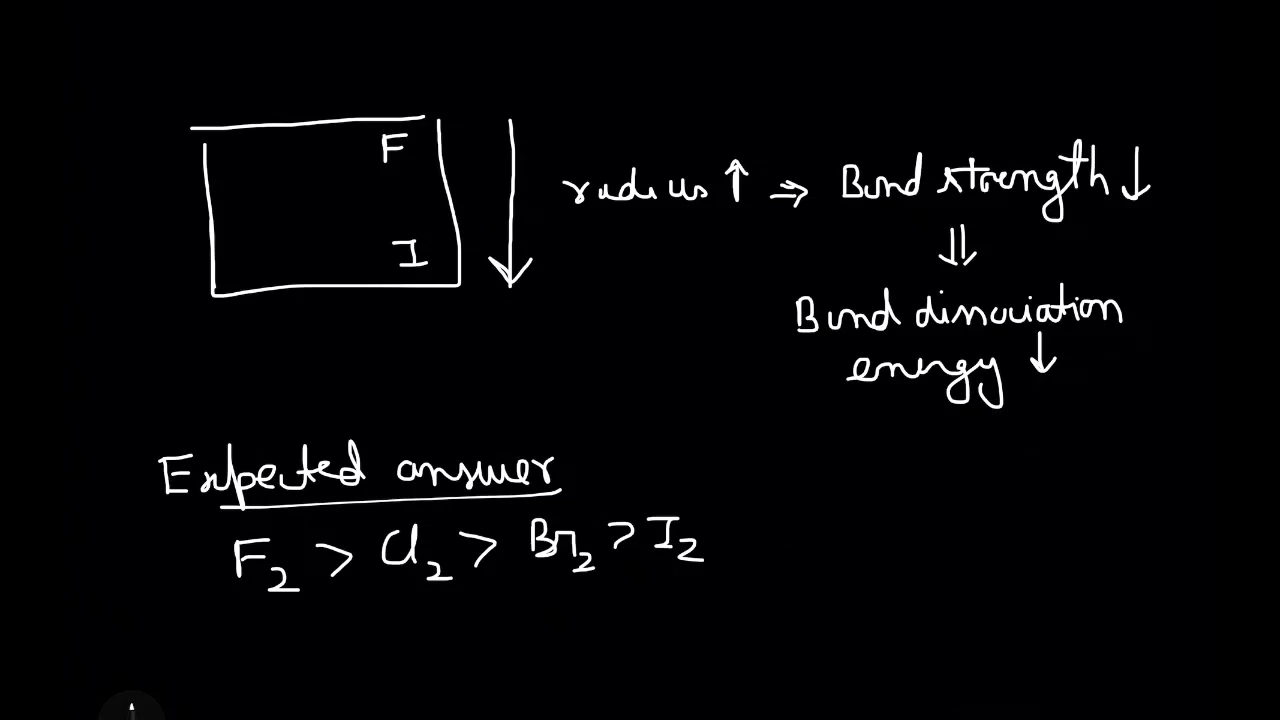 F
I
radius ↑ ⇒ Bond strength ↓
⇓
Bond dissociation
energy ↓
Expected answer
F₂ > Cl₂ > Br₂ > I₂